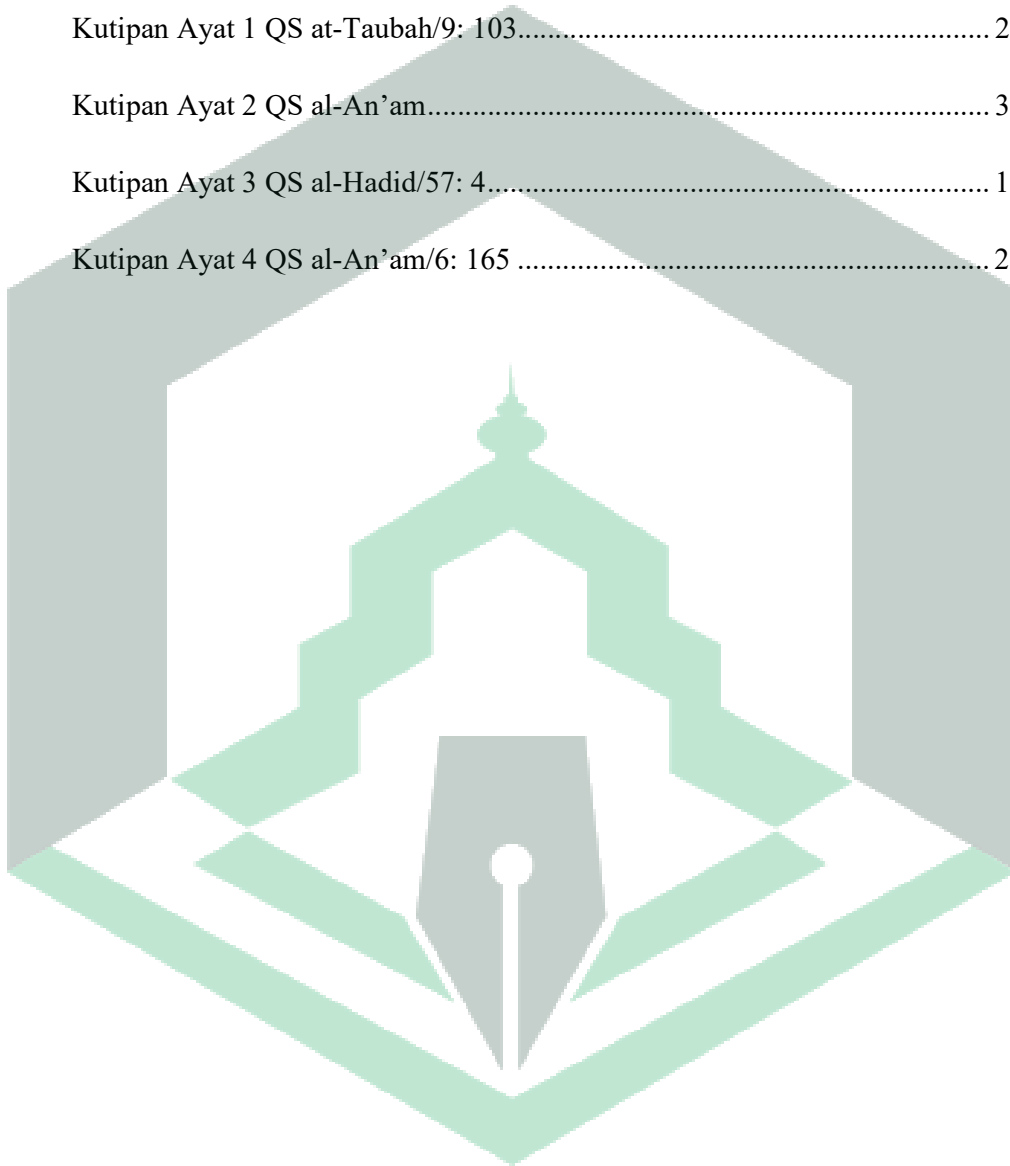 Kutipan Ayat 1 QS at-Taubah/9: 103.......................................................................... 2
Kutipan Ayat 2 QS al-An’am....................................................................................... 3
Kutipan Ayat 3 QS al-Hadid/57: 4.............................................................................. 1
Kutipan Ayat 4 QS al-An’am/6: 165 .......................................................................... 2